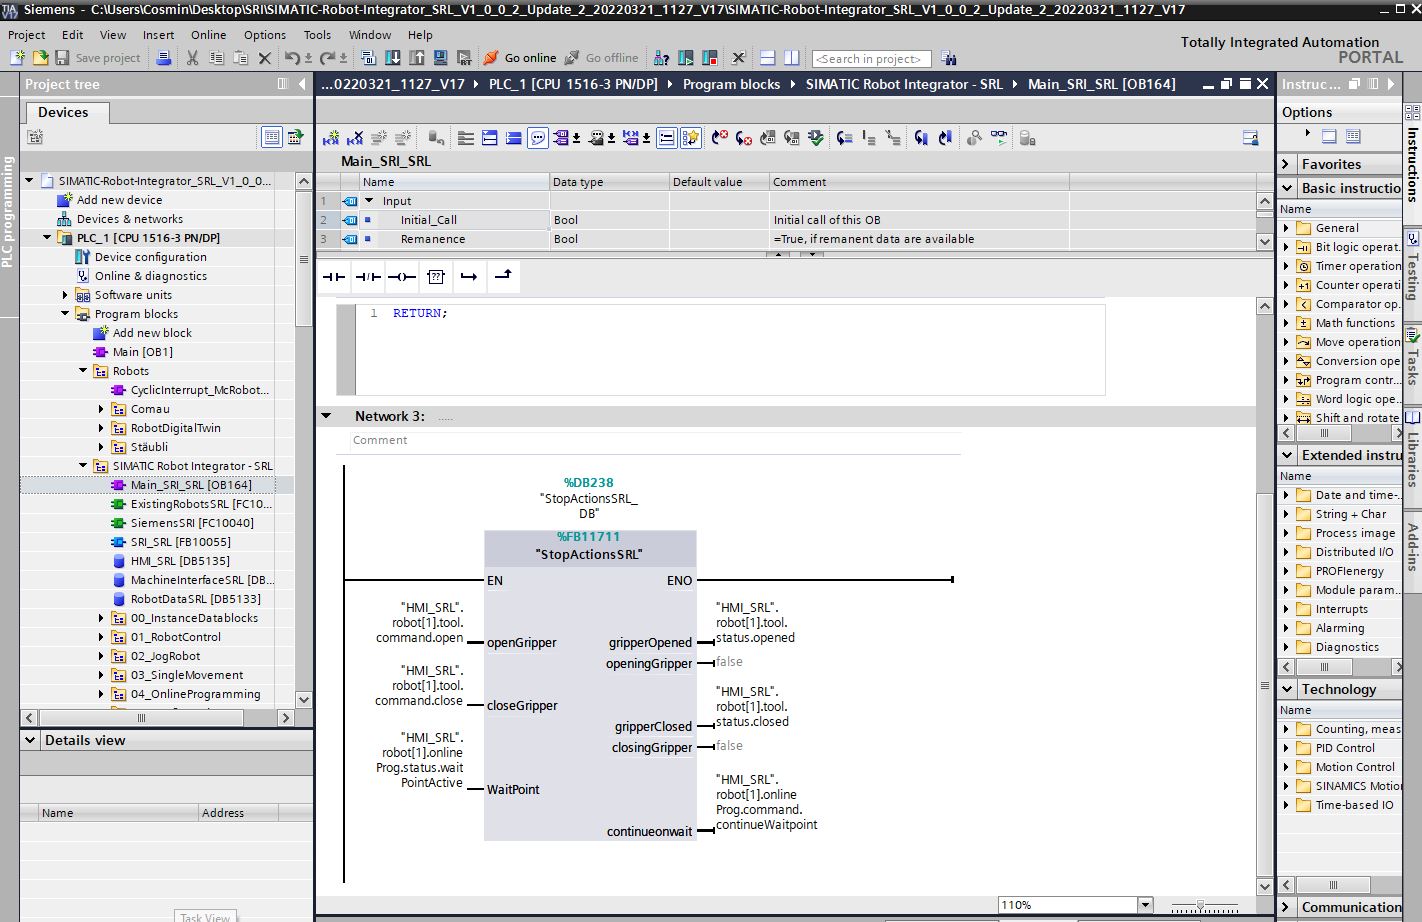 Siemens - C:\Users\Cosmin\Desktop\SRI\SIMATIC-Robot-Integrator_SRL_V1_0_0_2_Update_2_20220321_1127_V17\SIMATIC-Robot-Integrator_SRL_V1_0_0_2_Update_2_20220321_1127_V17
Project Edit View Insert Online Options Tools Window Help
Totally Integrated Automation
PORTAL
Save project
Go online
Go offline
<Search in project>
Project tree
...0220321_1127_V17 PLC_1 [CPU 1516-3 PN/DP] Program blocks SIMATIC Robot Integrator - SRL Main_SRI_SRL [OB164]
Instruc...
PLC programming
Devices
SIMATIC-Robot-Integrator_SRL_V1_0_0...
Add new device
Devices & networks
PLC_1 [CPU 1516-3 PN/DP]
Device configuration
Online & diagnostics
Software units
Program blocks
Add new block
Main [OB1]
Robots
CyclicInterrupt_McRobot...
Comau
RobotDigitalTwin
Stäubli
SIMATIC Robot Integrator - SRL
Main_SRI_SRL [OB164]
ExistingRobotsSRL [FC10...
SiemensSRI [FC10040]
SRI_SRL [FB10055]
HMI_SRL [DB5135]
MachineInterfaceSRL [DB...
RobotDataSRL [DB5133]
00_InstanceDatablocks
01_RobotControl
02_JogRobot
03_SingleMovement
04_OnlineProgramming
Details view
Name Address
Task View
Main_SRI_SRL
Name Data type Default value Comment
1 Input
2 Initial_Call Bool Initial call of this OB
3 Remanence Bool =True, if remanent data are available
??
1 RETURN;
Network 3: .....
Comment
%DB238
"StopActionsSRL_
DB"
%FB11711
"StopActionsSRL"
EN ENO
"HMI_SRL".
robot[1].tool.
command.open
openGripper
"HMI_SRL".
robot[1].tool.
command.close
closeGripper
"HMI_SRL".
robot[1].online
Prog.status.wait
PointActive
WaitPoint
"HMI_SRL".
robot[1].tool.
status.opened
gripperOpened
openingGripper false
"HMI_SRL".
robot[1].tool.
status.closed
gripperClosed
closingGripper false
"HMI_SRL".
robot[1].online
Prog.command.
continueWaitpoint
continueonwait
110%
Options
Favorites
Basic instructio
Name
General
Bit logic operat.
Timer operation
Counter operati
Comparator op.
Math functions
Move operation
Conversion ope
Program contr...
Word logic ope...
Shift and rotate
Extended instru
Name
Date and time-.
String + Char
Process image
Distributed I/O
PROFIenergy
Module param...
Interrupts
Alarming
Diagnostics
Technology
Name
Counting, meas
PID Control
Motion Control
SINAMICS Motio
Time-based IO
Communication
Instructions
Testing
Tasks
Libraries
Add-ins